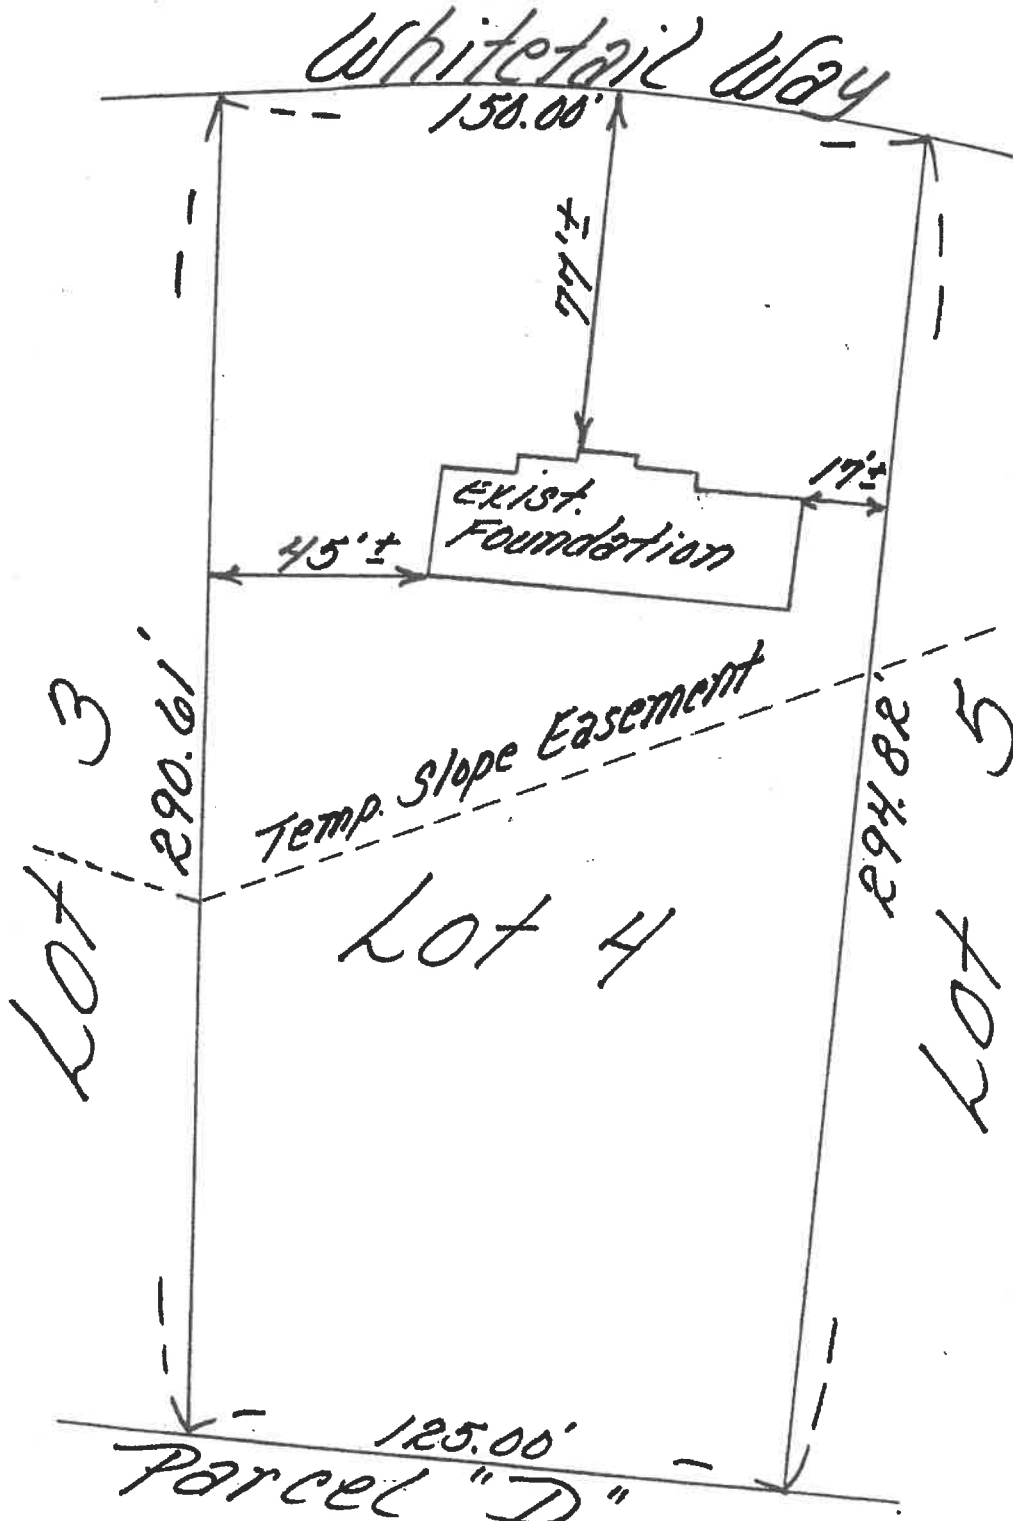 Whitetail Way
150.00'
77'±
17'±
Exist.
Foundation
45'±
290.61'
Lot 3
Temp. Slope Easement
294.82'
Lot 5
Lot 4
125.00'
Parcel "D"